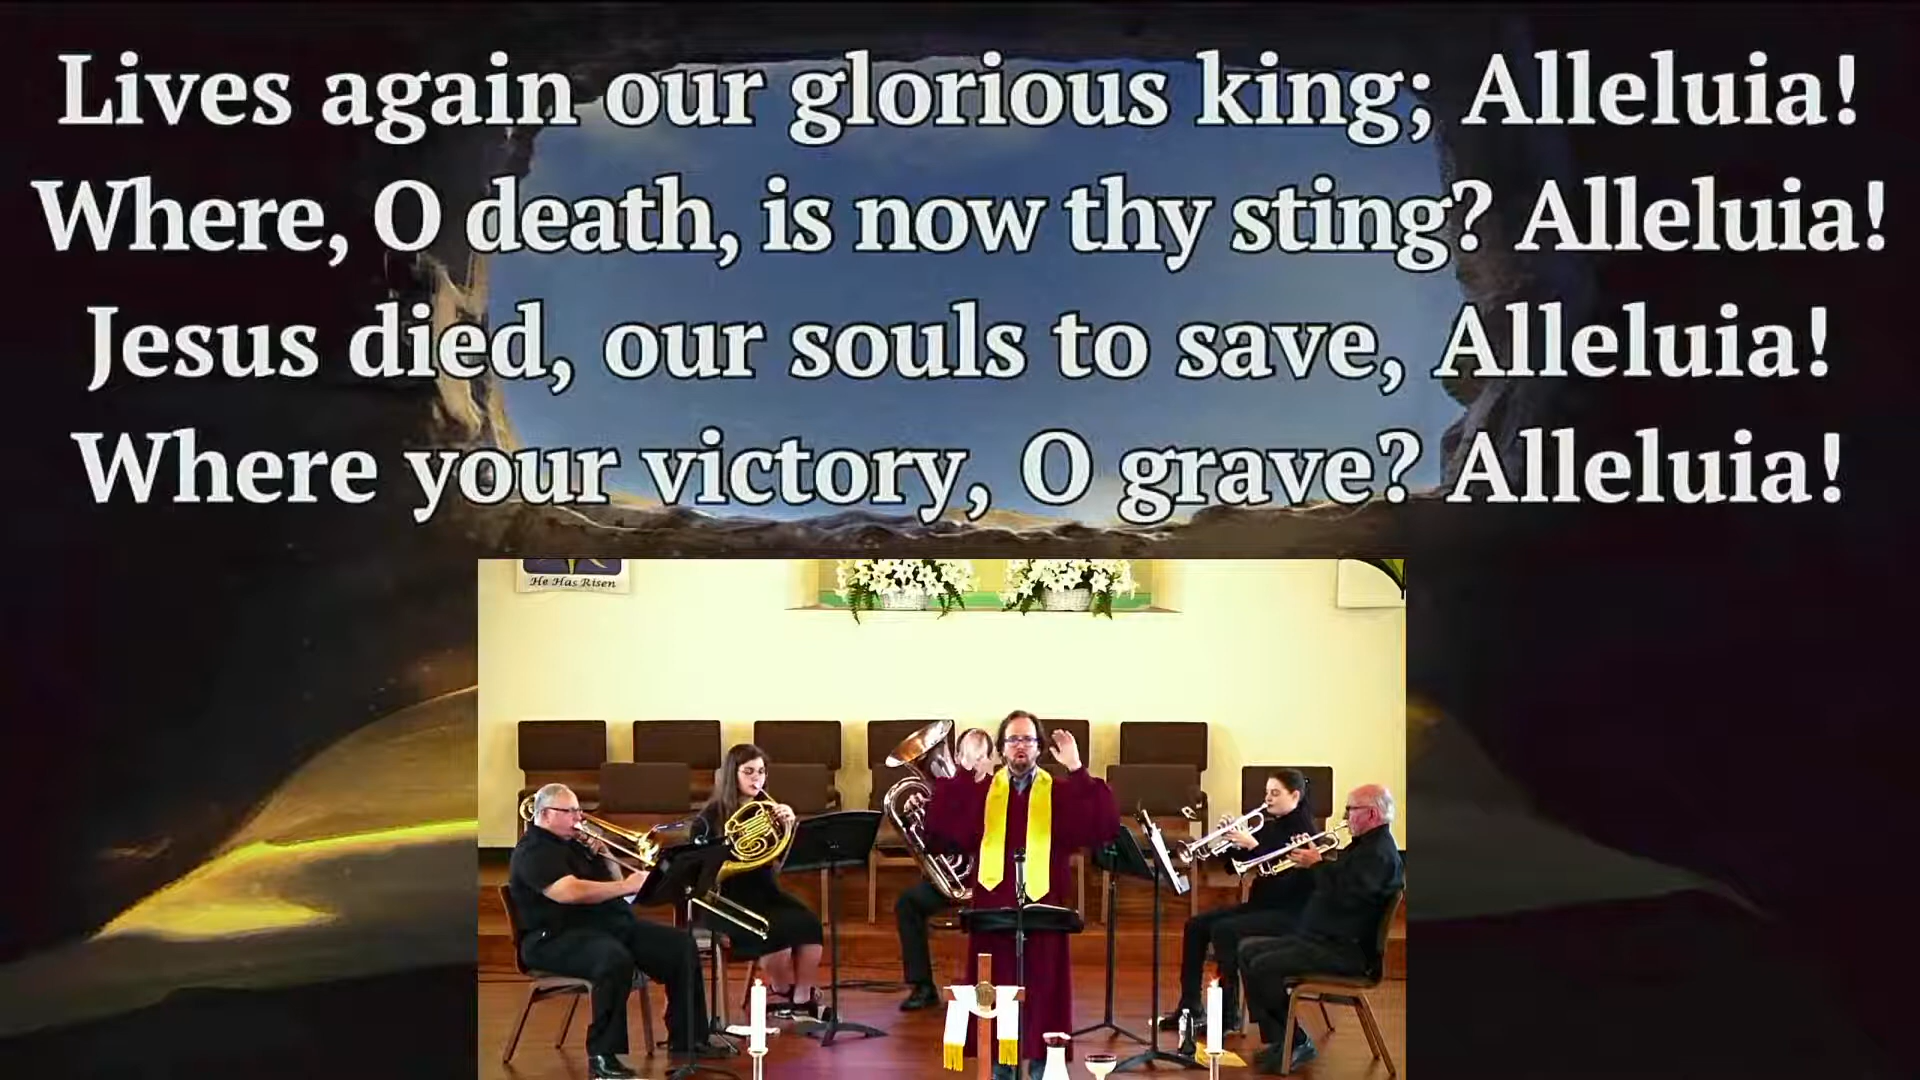 Lives again our glorious king; Alleluia!
Where, O death, is now thy sting? Alleluia!
Jesus died, our souls to save, Alleluia!
Where your victory, O grave? Alleluia!
He Has Risen